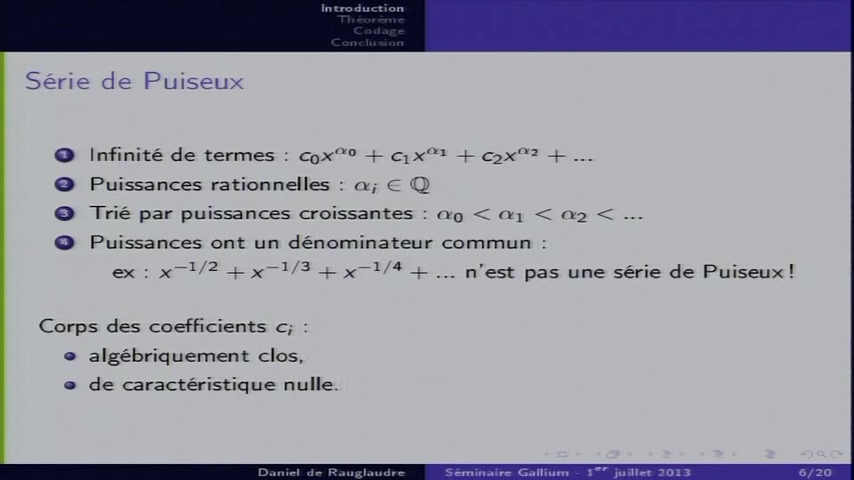 Introduction
Théorème
Codage
Conclusion
Série de Puiseux
1 Infinité de termes : c₀x^α₀ + c₁x^α₁ + c₂x^α₂ + ...
2 Puissances rationnelles : αᵢ ∈ ℚ
3 Trié par puissances croissantes : α₀ < α₁ < α₂ < ...
4 Puissances ont un dénominateur commun :
ex : x^−1/2 + x^−1/3 + x^−1/4 + ... n'est pas une série de Puiseux !
Corps des coefficients cᵢ :
algébriquement clos,
de caractéristique nulle.
Daniel de Rauglaudre Séminaire Gallium - 1er juillet 2013 6/20